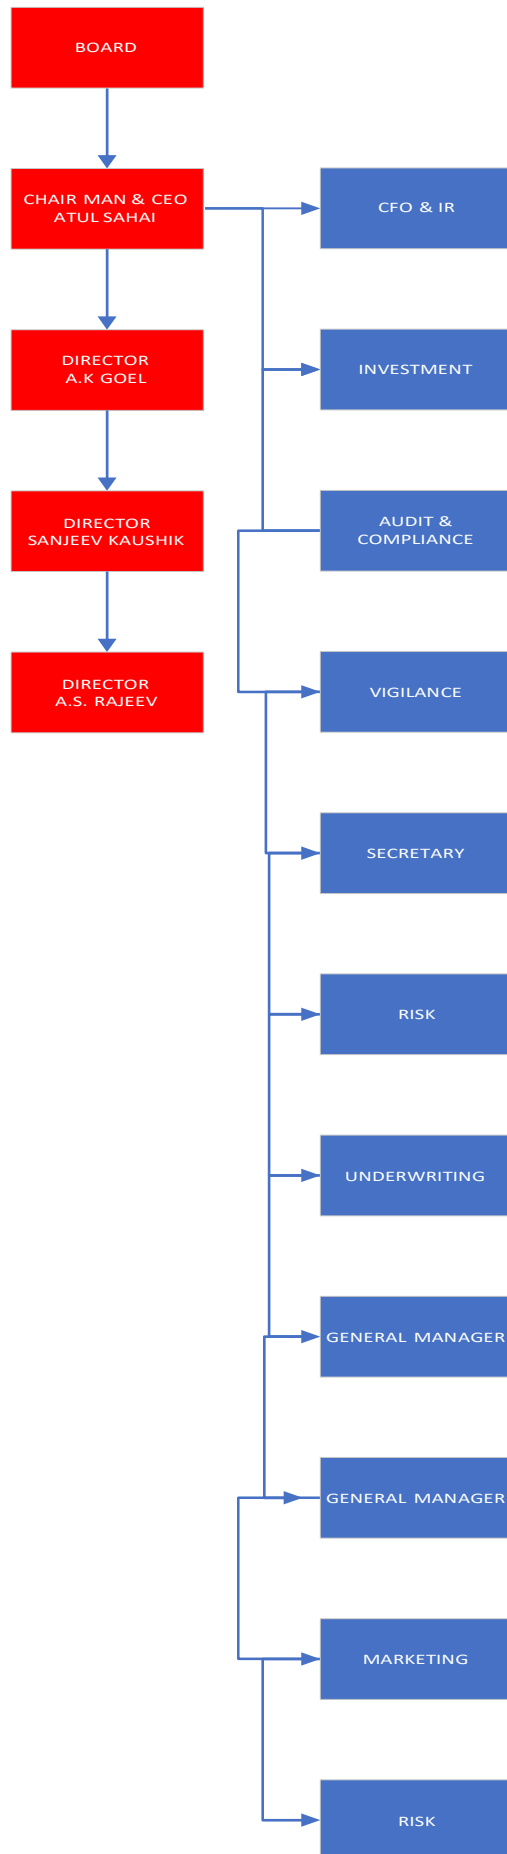 BOARD
CHAIR MAN & CEO
ATUL SAHAI
CFO & IR
DIRECTOR
A.K GOEL
INVESTMENT
DIRECTOR
SANJEEV KAUSHIK
AUDIT &
COMPLIANCE
DIRECTOR
A.S. RAJEEV
VIGILANCE
SECRETARY
RISK
UNDERWRITING
GENERAL MANAGER
GENERAL MANAGER
MARKETING
RISK